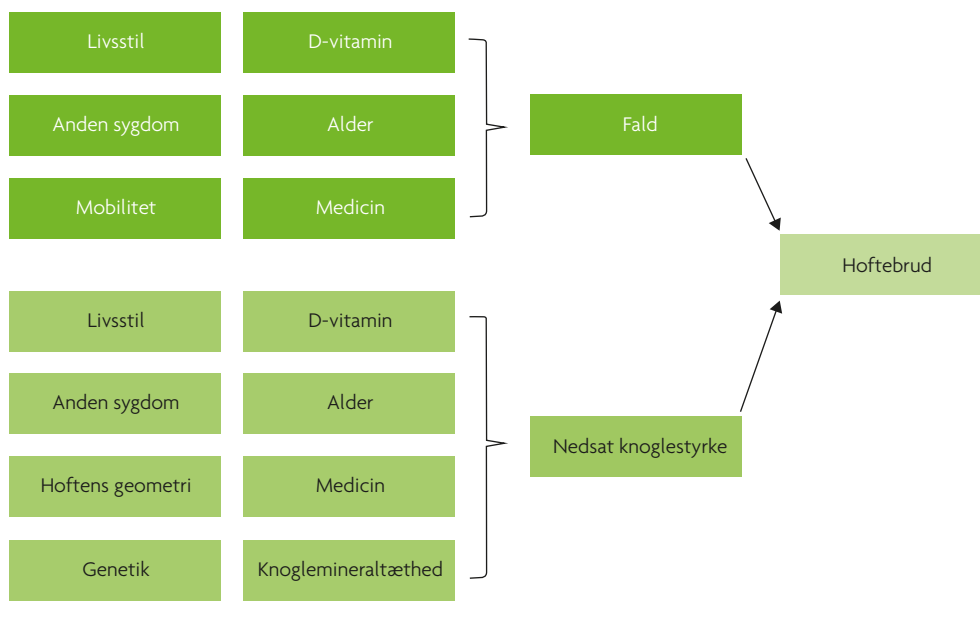 Livsstil
D-vitamin
Anden sygdom
Alder
Fald
Mobilitet
Medicin
Hoftebrud
Livsstil
D-vitamin
Anden sygdom
Alder
Nedsat knoglestyrke
Hoftens geometri
Medicin
Genetik
Knoglemineraltæthed